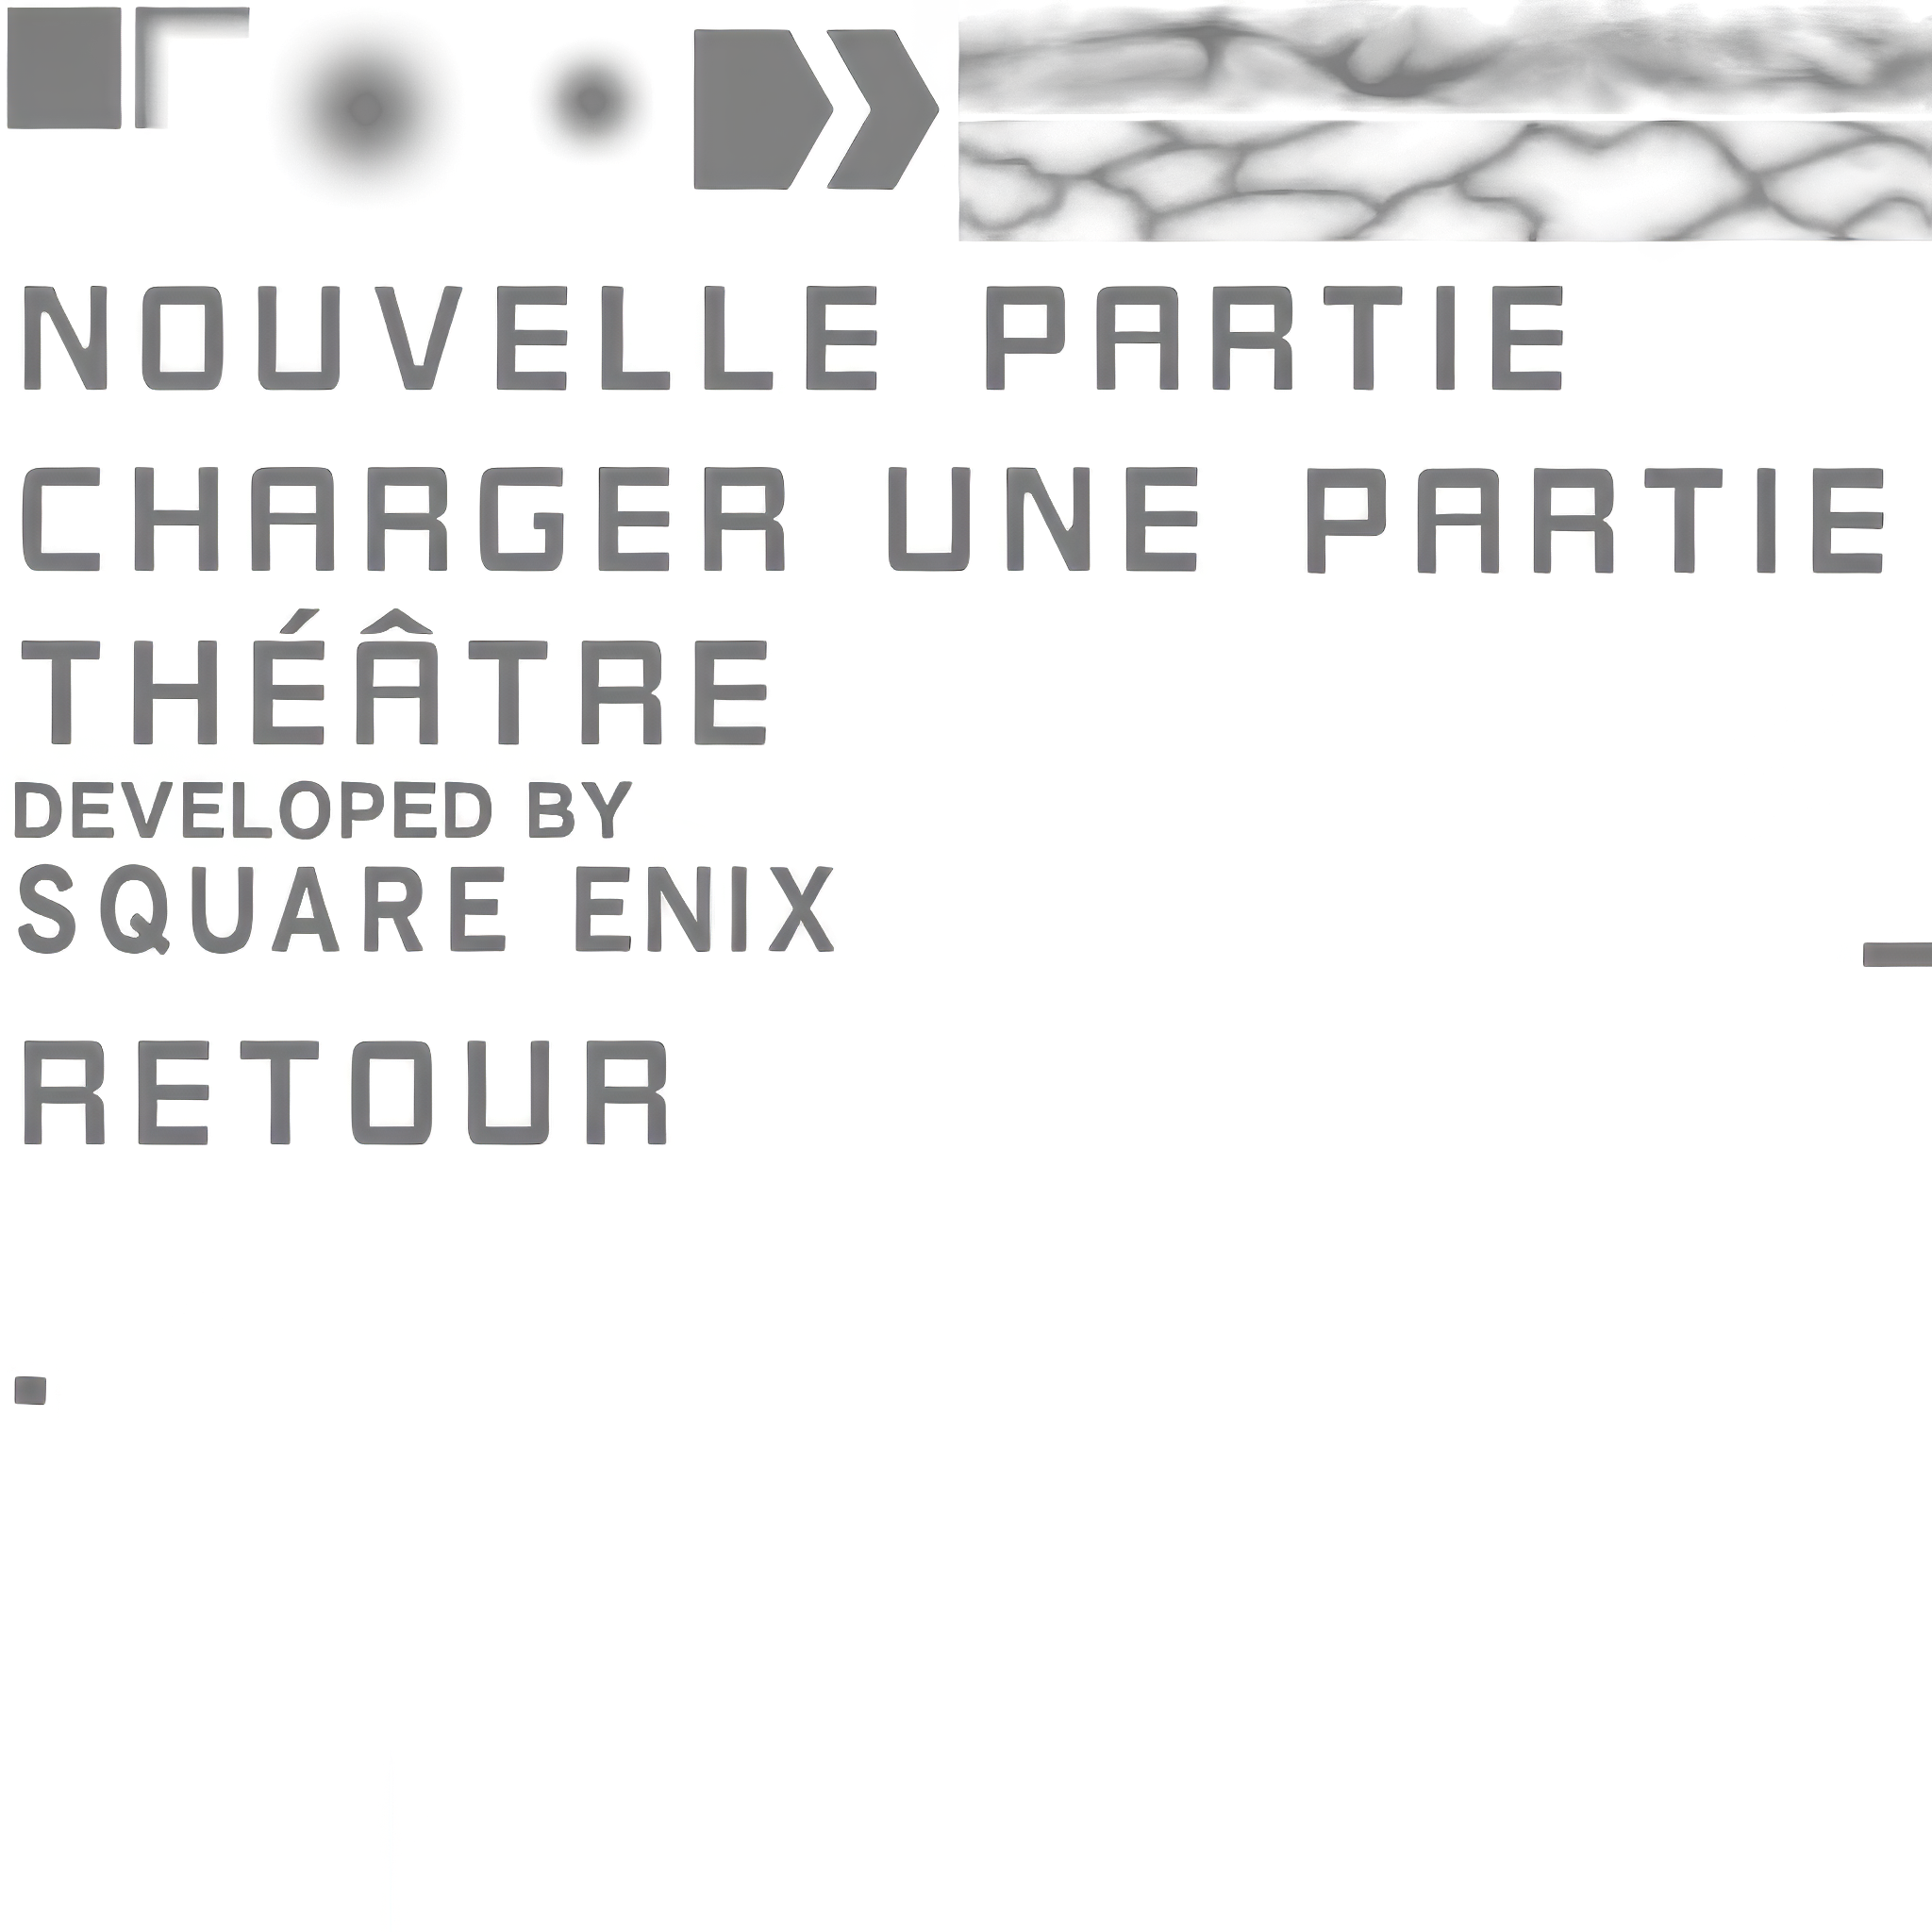 NOUVELLE PARTIE
CHARGER UNE PARTIE
THÉÂTRE
DEVELOPED BY
SQUARE ENIX
RETOUR